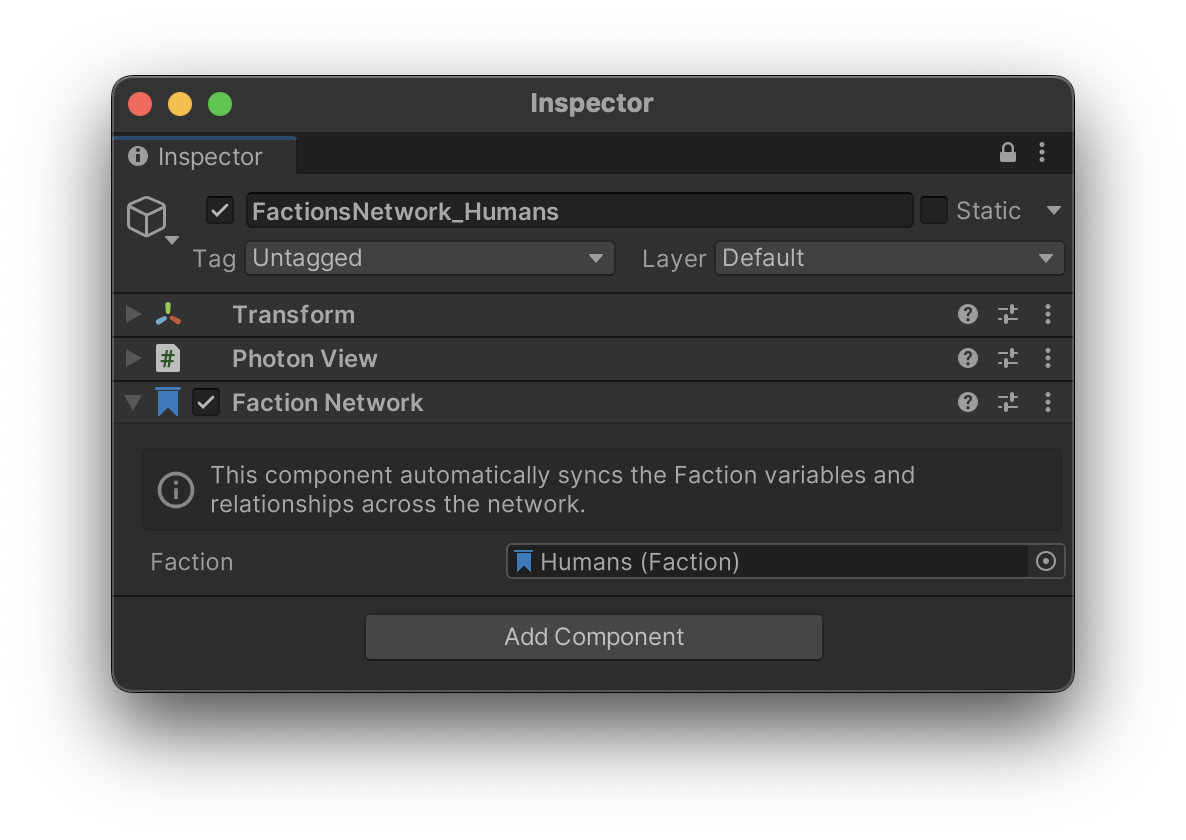 Inspector
Inspector
FactionsNetwork_Humans
Static
Tag Untagged
Layer Default
Transform
# Photon View
Faction Network
This component automatically syncs the Faction variables and
relationships across the network.
Faction
Humans (Faction)
Add Component